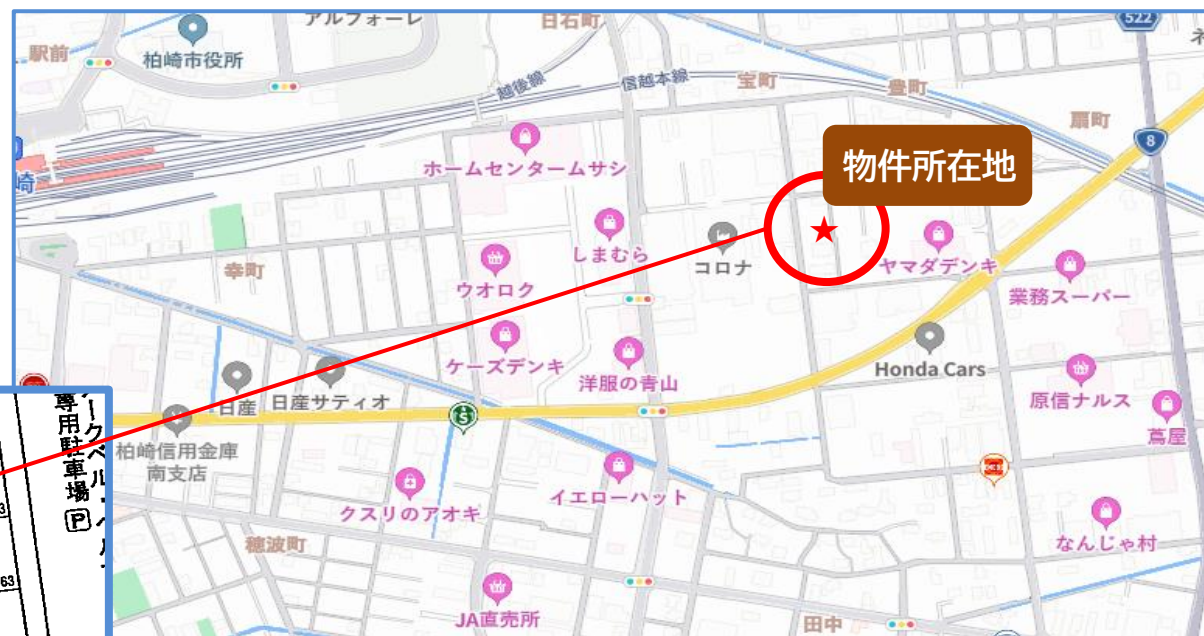 アルフォーレ
日石町
522
駅前
柏崎市役所
越後線
信越本線
宝町
豊町
扇町
8
崎
ホームセンタームサシ
物件所在地
しまむら
コロナ
ヤマダデンキ
幸町
ウオロク
業務スーパー
ケーズデンキ
洋服の青山
Honda Cars
原信ナルス
日産
日産サティオ
S
蔦屋
柏崎信用金庫
南支店
専用駐車場 P
クスリのアオキ
イエローハット
穂波町
なんじゃ村
63
JA直売所
田中